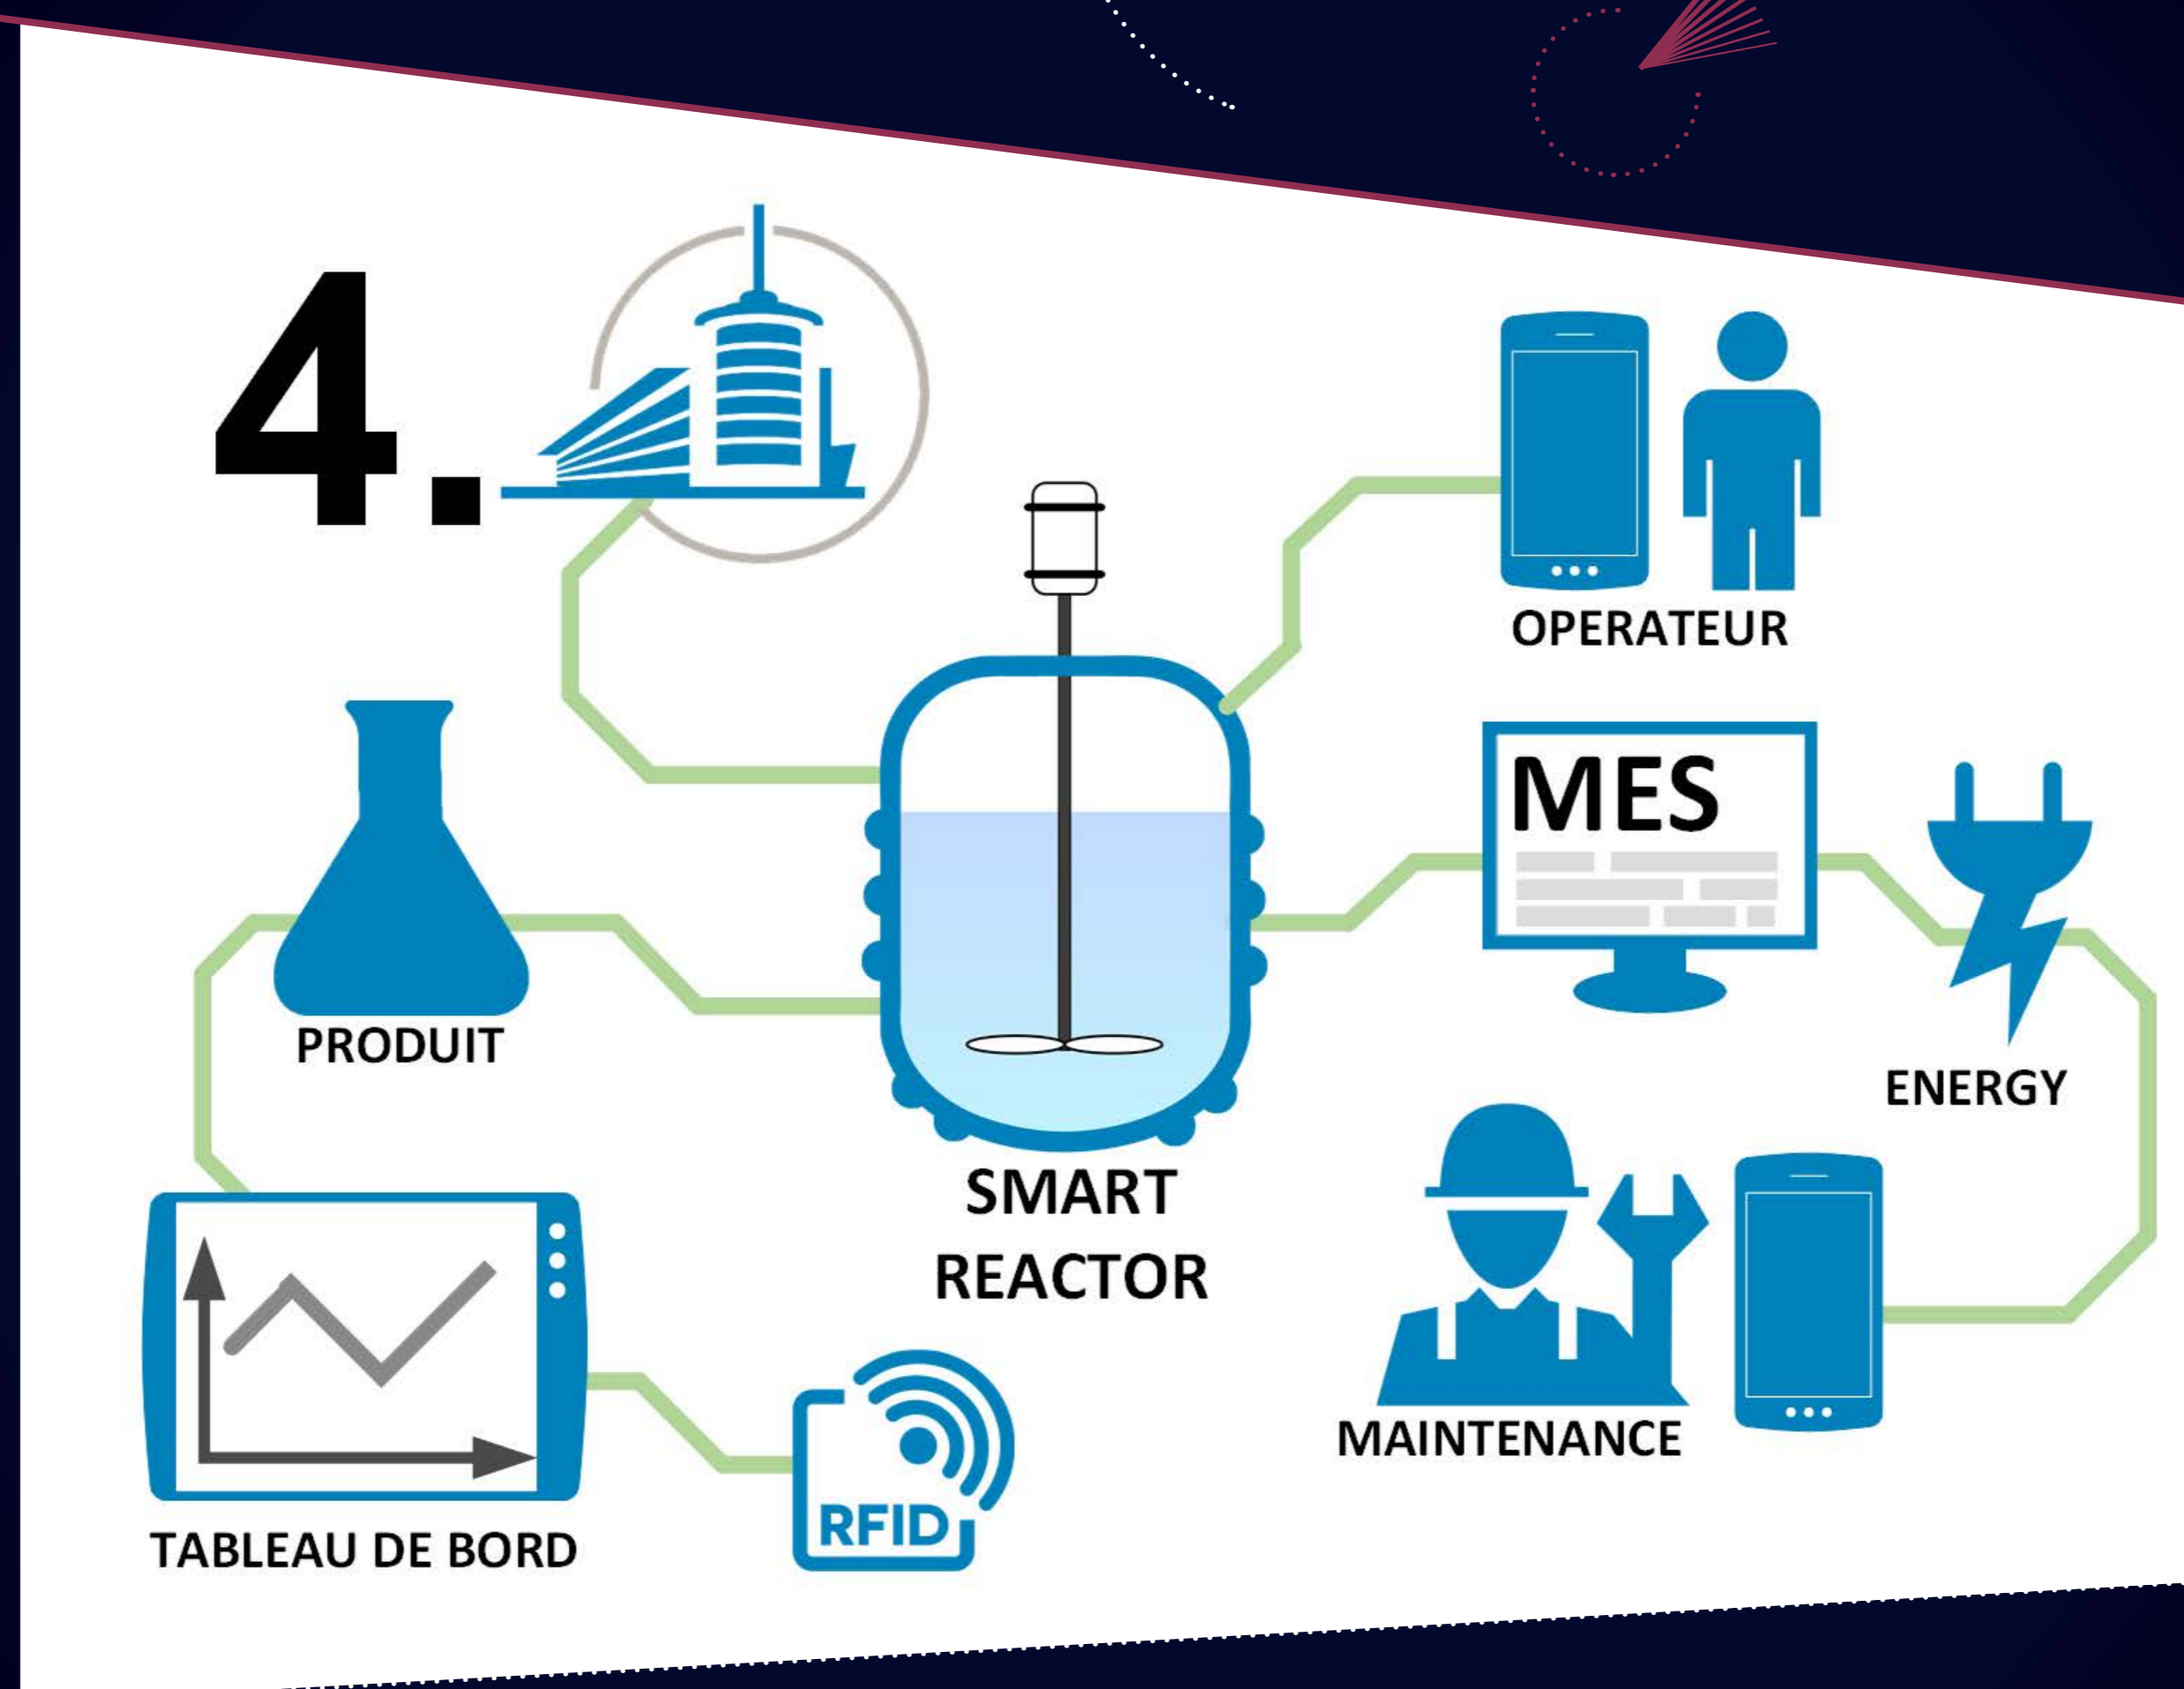 4.
OPERATEUR
MES
PRODUIT
ENERGY
SMART
REACTOR
MAINTENANCE
RFID
TABLEAU DE BORD